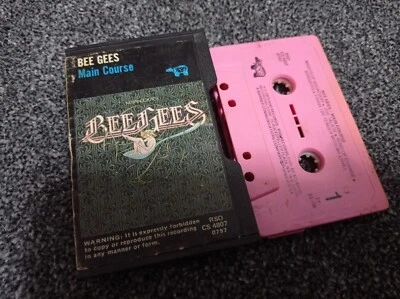 BEE GEES
Main Course
BEE GEES
WARNING: It is expressly forbidden
to copy or reproduce this recording
in any manner or form.
RSO
CS 4807
0797
1